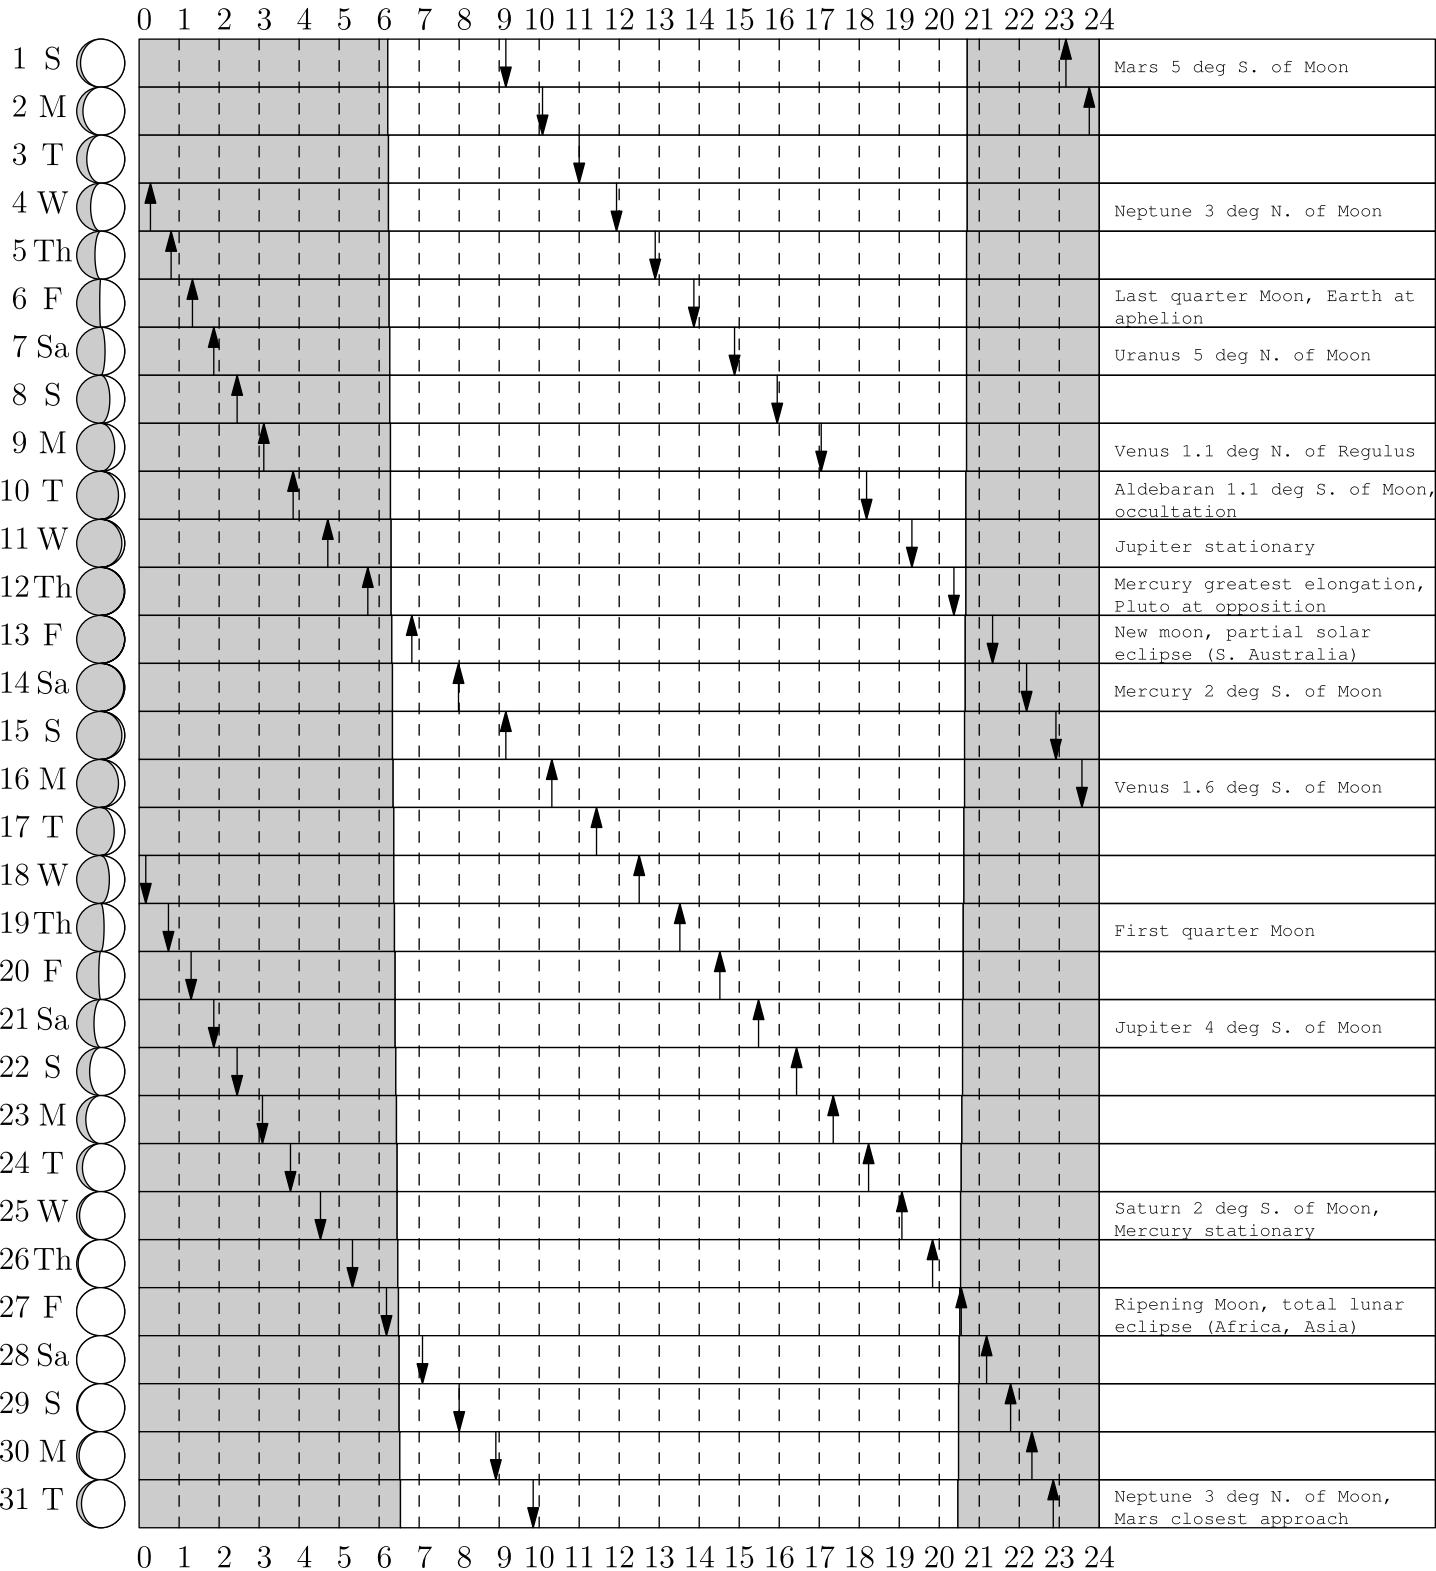 0 1 2 3 4 5 6 7 8 9 10 11 12 13 14 15 16 17 18 19 20 21 22 23 24
1 S Mars 5 deg S. of Moon
2 M
3 T
4 W Neptune 3 deg N. of Moon
5 Th
6 F Last quarter Moon, Earth at
aphelion
7 Sa Uranus 5 deg N. of Moon
8 S
9 M Venus 1.1 deg N. of Regulus
10 T Aldebaran 1.1 deg S. of Moon,
occultation
11 W Jupiter stationary
12 Th Mercury greatest elongation,
Pluto at opposition
13 F New moon, partial solar
eclipse (S. Australia)
14 Sa Mercury 2 deg S. of Moon
15 S
16 M Venus 1.6 deg S. of Moon
17 T
18 W
19 Th First quarter Moon
20 F
21 Sa Jupiter 4 deg S. of Moon
22 S
23 M
24 T
25 W Saturn 2 deg S. of Moon,
Mercury stationary
26 Th
27 F Ripening Moon, total lunar
eclipse (Africa, Asia)
28 Sa
29 S
30 M
31 T Neptune 3 deg N. of Moon,
Mars closest approach
0 1 2 3 4 5 6 7 8 9 10 11 12 13 14 15 16 17 18 19 20 21 22 23 24